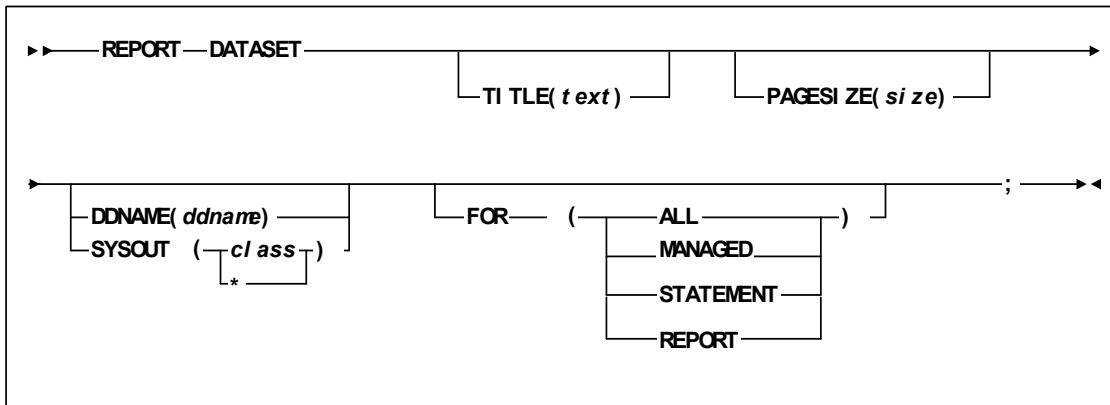 REPORT DATASET
TITLE(text) PAGESIZE(size)
DDNAME(ddname) FOR ( ALL ) ;
SYSOUT ( class ) MANAGED
* STATEMENT
REPORT